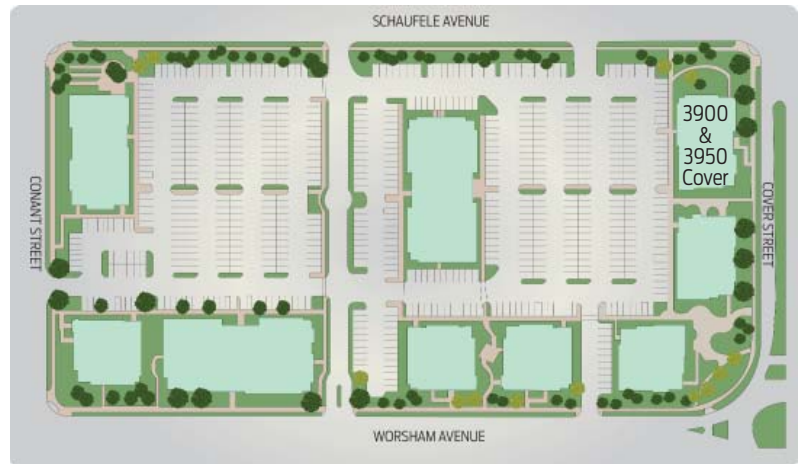 SCHAUFELE AVENUE
3900
&
3950
Cover
CONANT STREET
COVER STREET
WORSHAM AVENUE